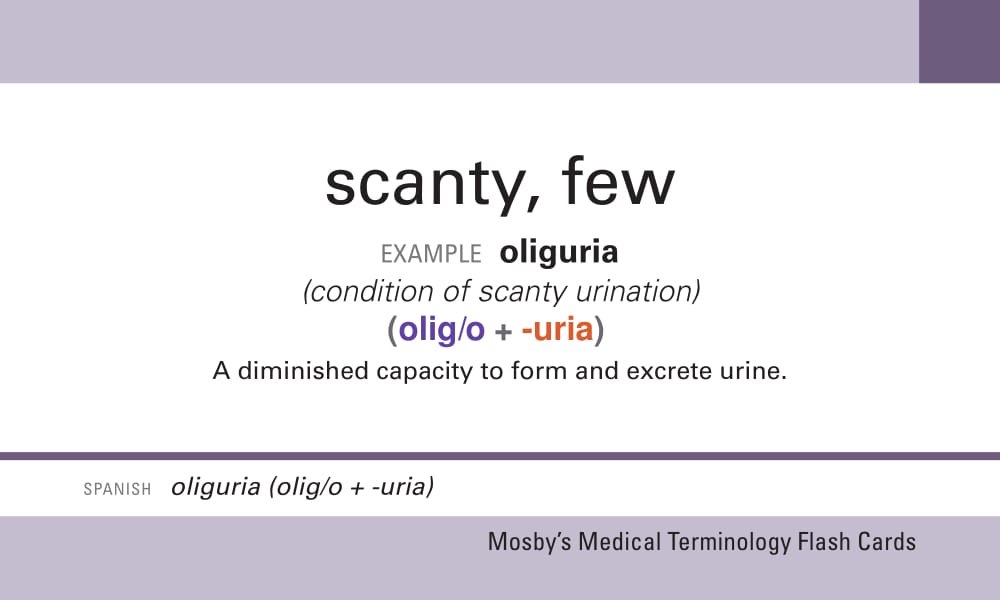 scanty, few
EXAMPLE oliguria
(condition of scanty urination)
(olig/o + -uria)
A diminished capacity to form and excrete urine.
SPANISH oliguria (olig/o + -uria)
Mosby's Medical Terminology Flash Cards